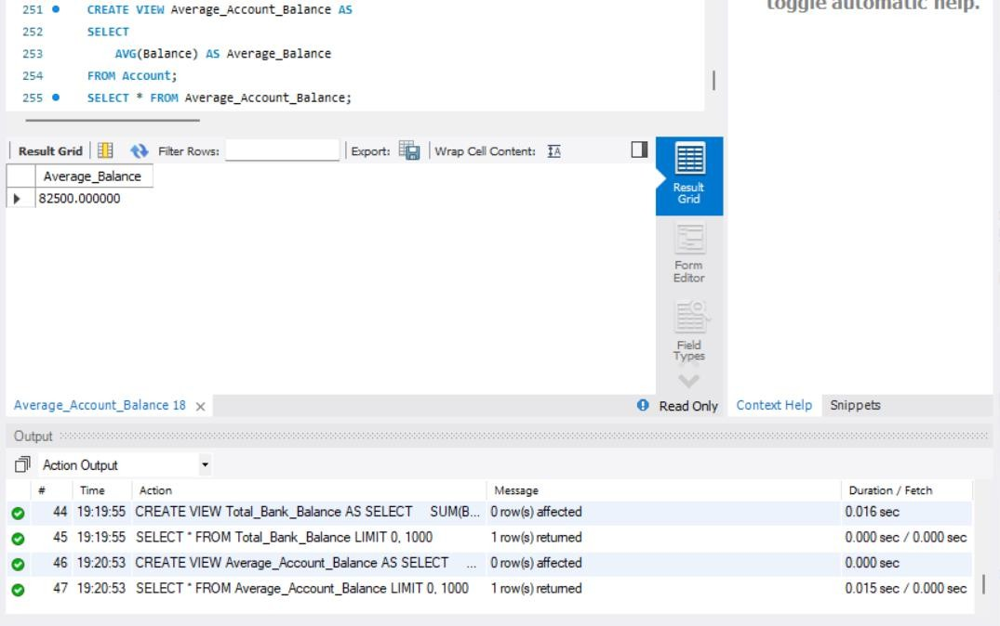 toggle automatic help.
251 CREATE VIEW Average_Account_Balance AS
252 SELECT
253 AVG(Balance) AS Average_Balance
254 FROM Account;
255 SELECT * FROM Average_Account_Balance;
Result Grid Filter Rows: Export: Wrap Cell Content: IA
Average_Balance
82500.000000
Result
Grid
Form
Editor
Field
Types
Average_Account_Balance 18 × Read Only Context Help Snippets
Output
Action Output
# Time Action Message Duration / Fetch
44 19:19:55 CREATE VIEW Total_Bank_Balance AS SELECT SUM(B... 0 row(s) affected 0.016 sec
45 19:19:55 SELECT * FROM Total_Bank_Balance LIMIT 0, 1000 1 row(s) returned 0.000 sec / 0.000 sec
46 19:20:53 CREATE VIEW Average_Account_Balance AS SELECT ... 0 row(s) affected 0.000 sec
47 19:20:53 SELECT * FROM Average_Account_Balance LIMIT 0, 1000 1 row(s) returned 0.015 sec / 0.000 sec